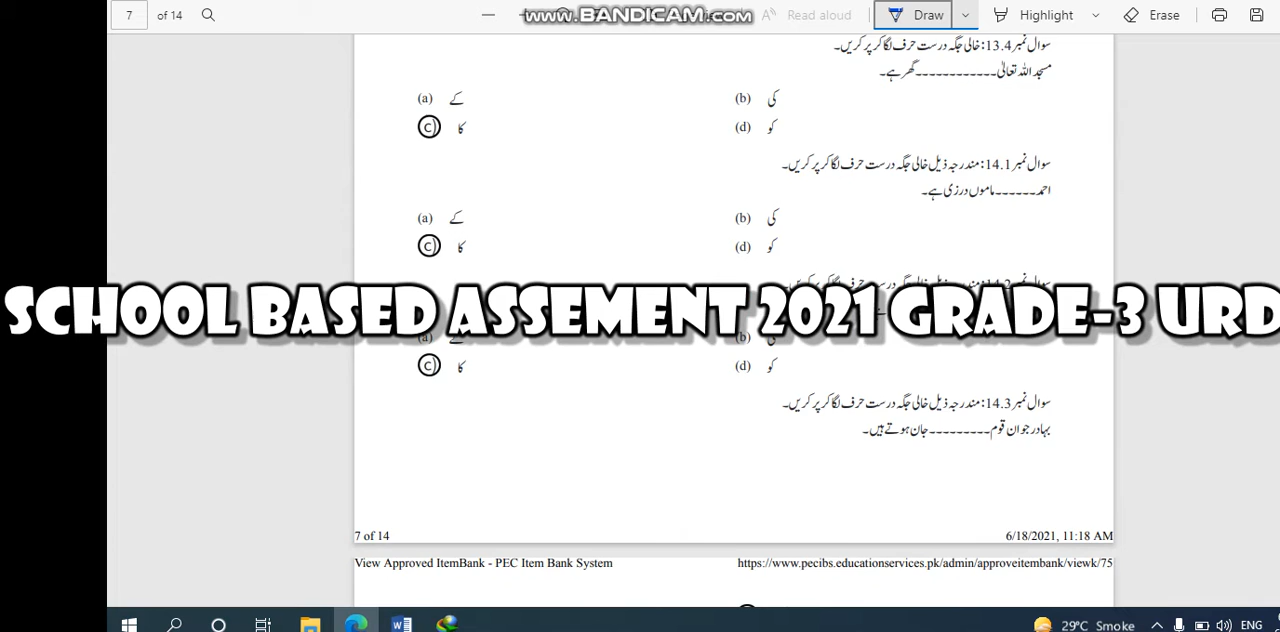 7 of 14 www.BANDICAM.com Read aloud Draw Highlight Erase
سوال نمبر 13.4: خالی جگہ درست حرف لگا کر پر کریں۔
مسجد اللہ تعالیٰ------------گھر ہے۔
(a) کے (b) کی
(c) کا (d) کو
سوال نمبر 14.1: مندرجہ ذیل خالی جگہ درست حرف لگا کر پر کریں۔
احمد------ماموں درزی ہے۔
(a) کے (b) کی
(c) کا (d) کو
SCHOOL BASED ASSEMENT 2021 GRADE-3 URD
(b)
(c) کا (d) کو
سوال نمبر 14.3: مندرجہ ذیل خالی جگہ درست حرف لگا کر پر کریں۔
بہادر جوان قوم---------جان ہوتے ہیں۔
7 of 14 6/18/2021, 11:18 AM
View Approved ItemBank - PEC Item Bank System https://www.pecibs.educationservices.pk/admin/approveitembank/viewk/75
29°C Smoke ENG